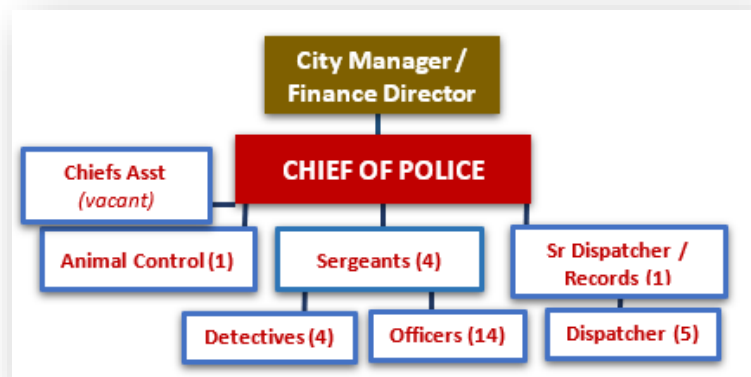 City Manager /
Finance Director
CHIEF OF POLICE
Chiefs Asst
(vacant)
Animal Control (1)
Sergeants (4)
Sr Dispatcher /
Records (1)
Detectives (4)
Officers (14)
Dispatcher (5)